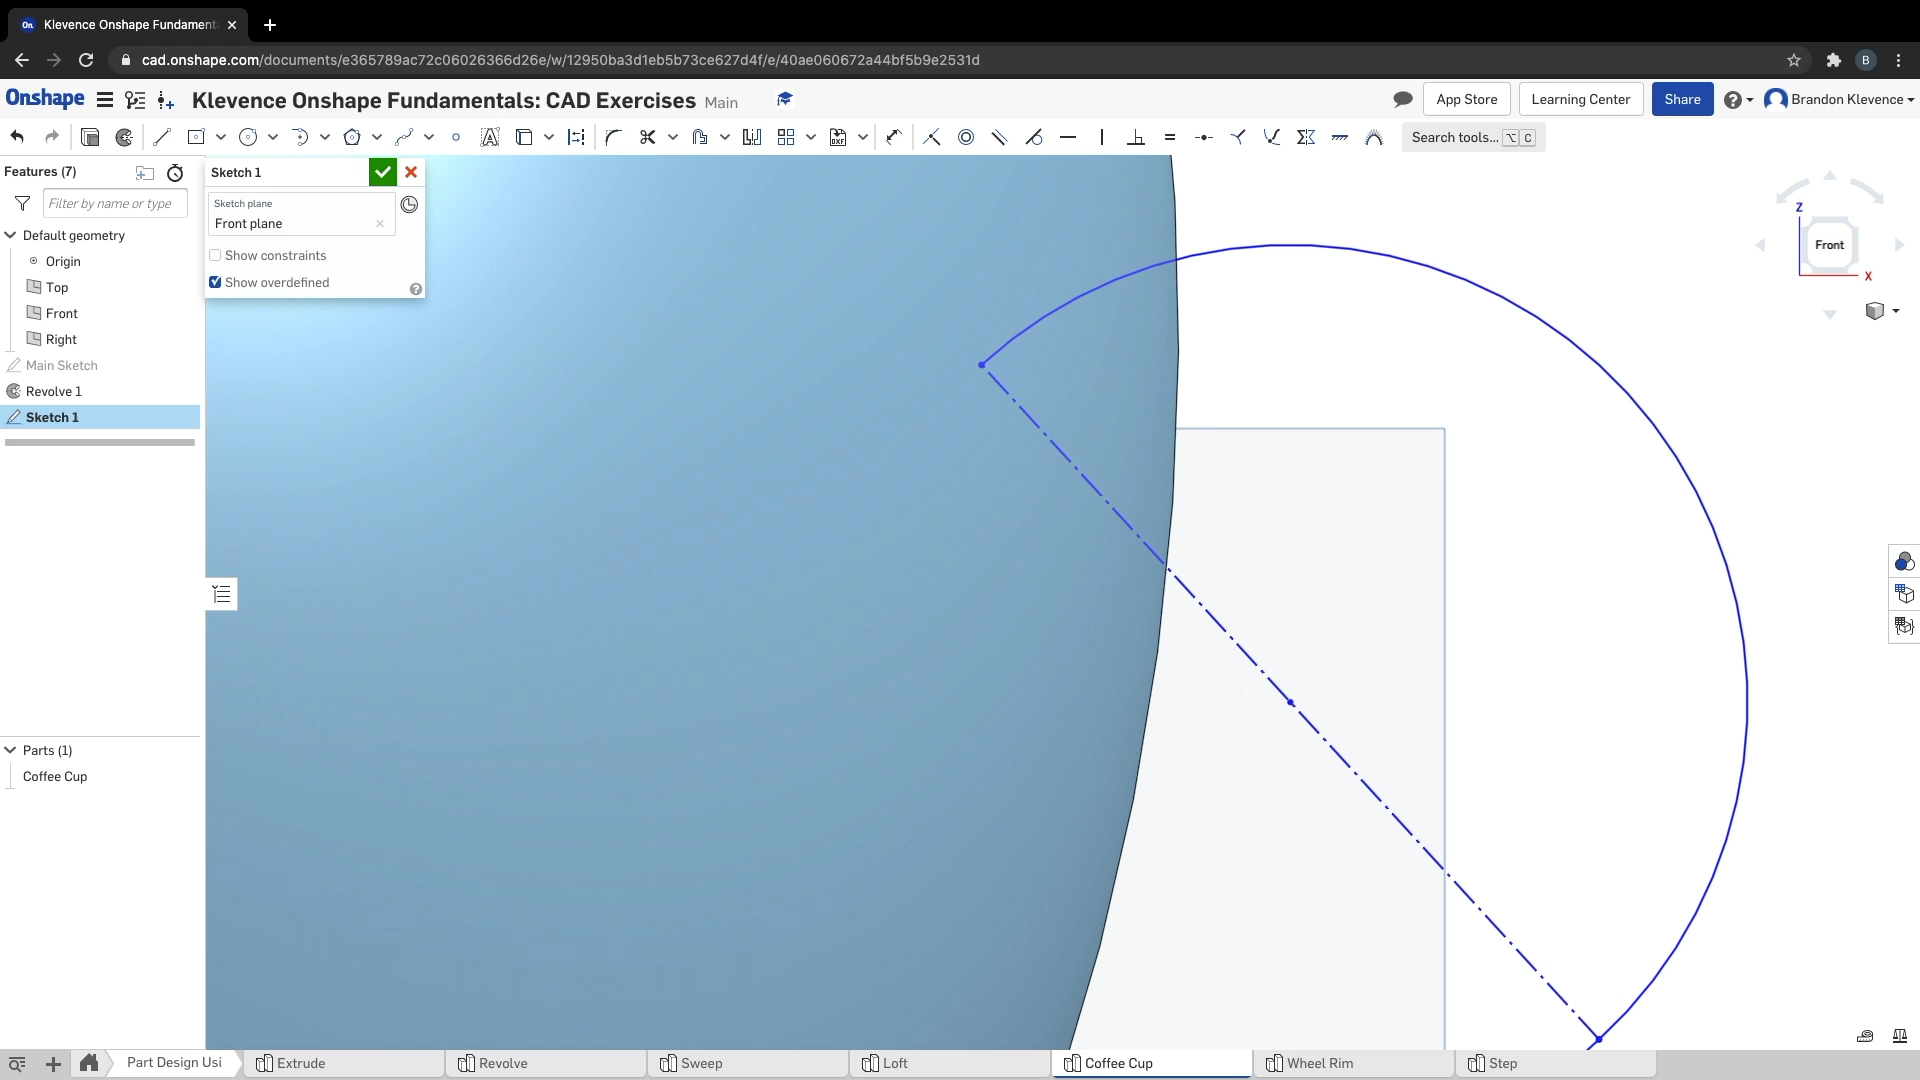 On Klevence Onshape Fundament
cad.onshape.com/documents/e365789ac72c06026366d26e/w/12950ba3d1eb5b73ce627d4f/e/40ae060672a44bf5b9e2531d
B
Onshape
Klevence Onshape Fundamentals: CAD Exercises Main
App Store
Learning Center
Share
Brandon Klevence
DXF
Search tools... ⌥ C
Features (7)
Filter by name or type
Default geometry
Origin
Top
Front
Right
Main Sketch
Revolve 1
Sketch 1
Sketch 1
Sketch plane
Front plane
Show constraints
Show overdefined
Z
Front
X
Parts (1)
Coffee Cup
Part Design Usi
Extrude
Revolve
Sweep
Loft
Coffee Cup
Wheel Rim
Step